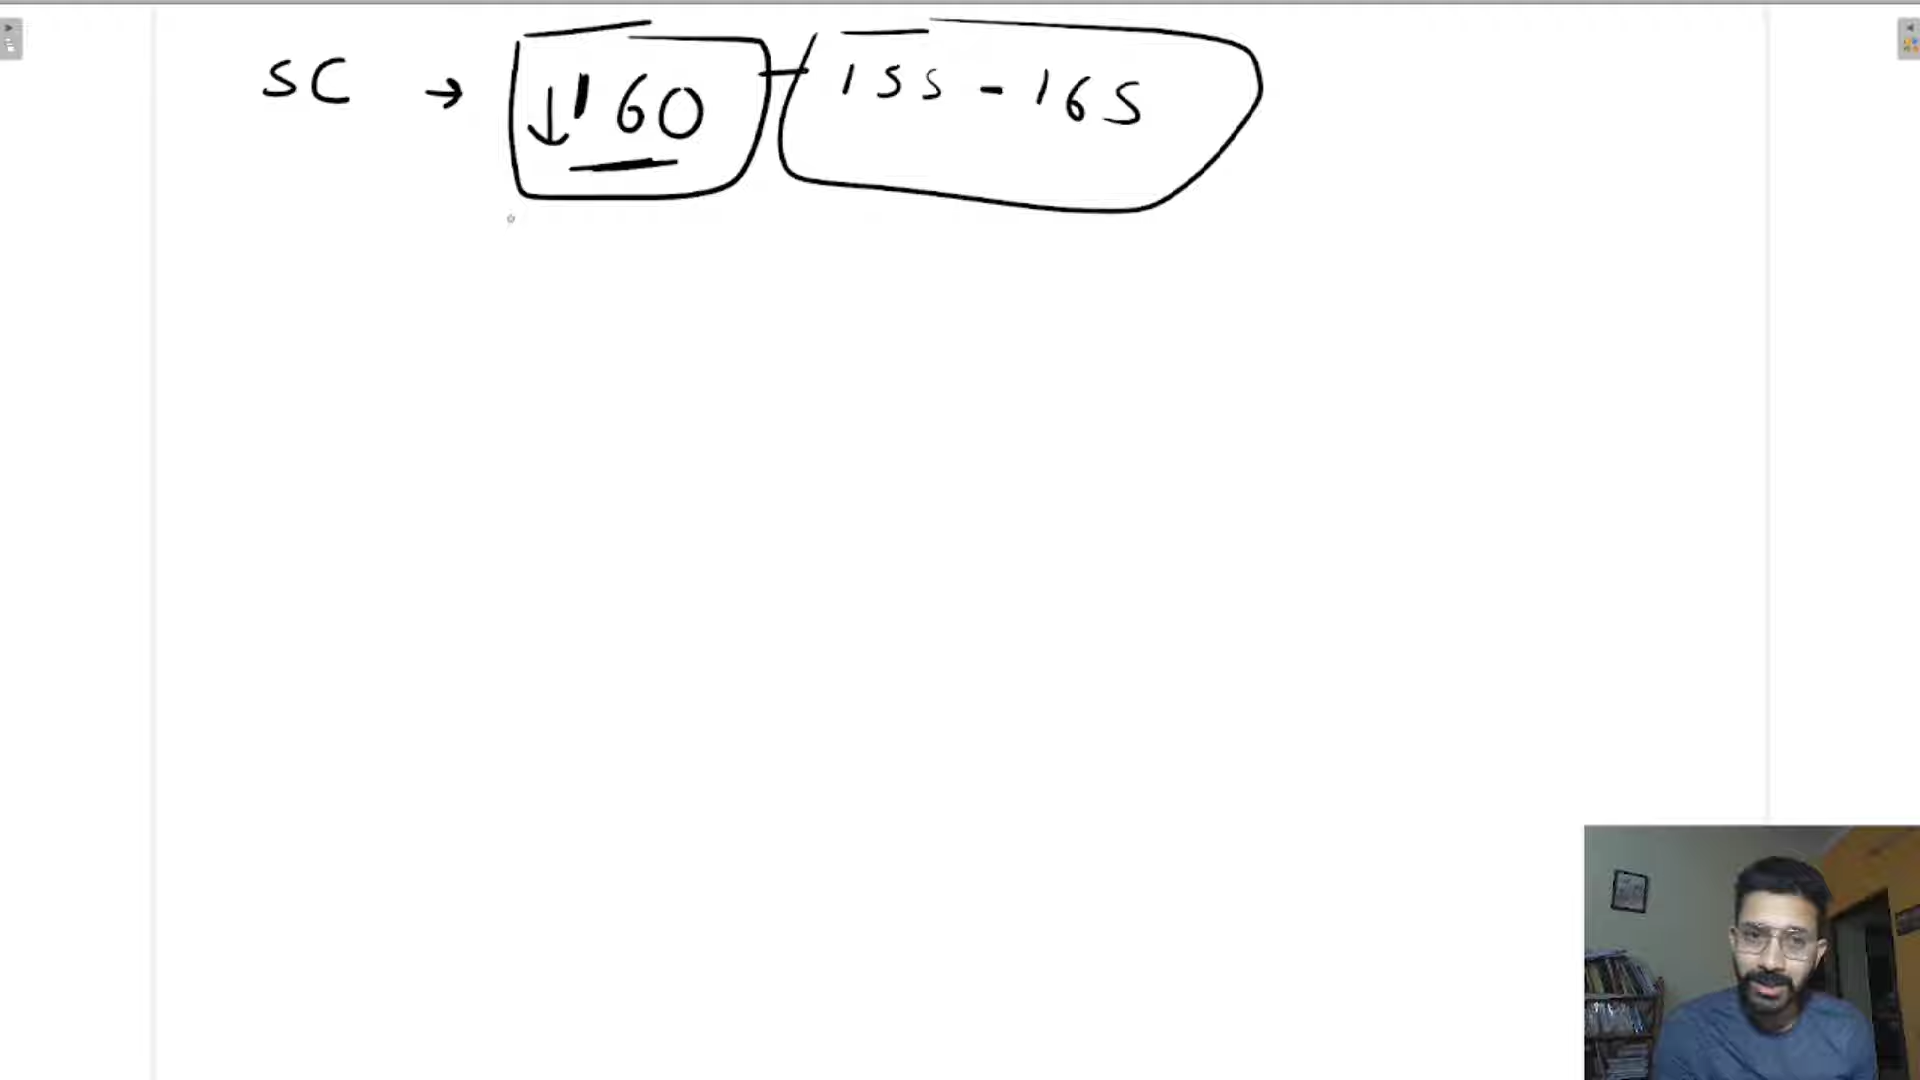 SC → ↓ 160 - 155 - 165